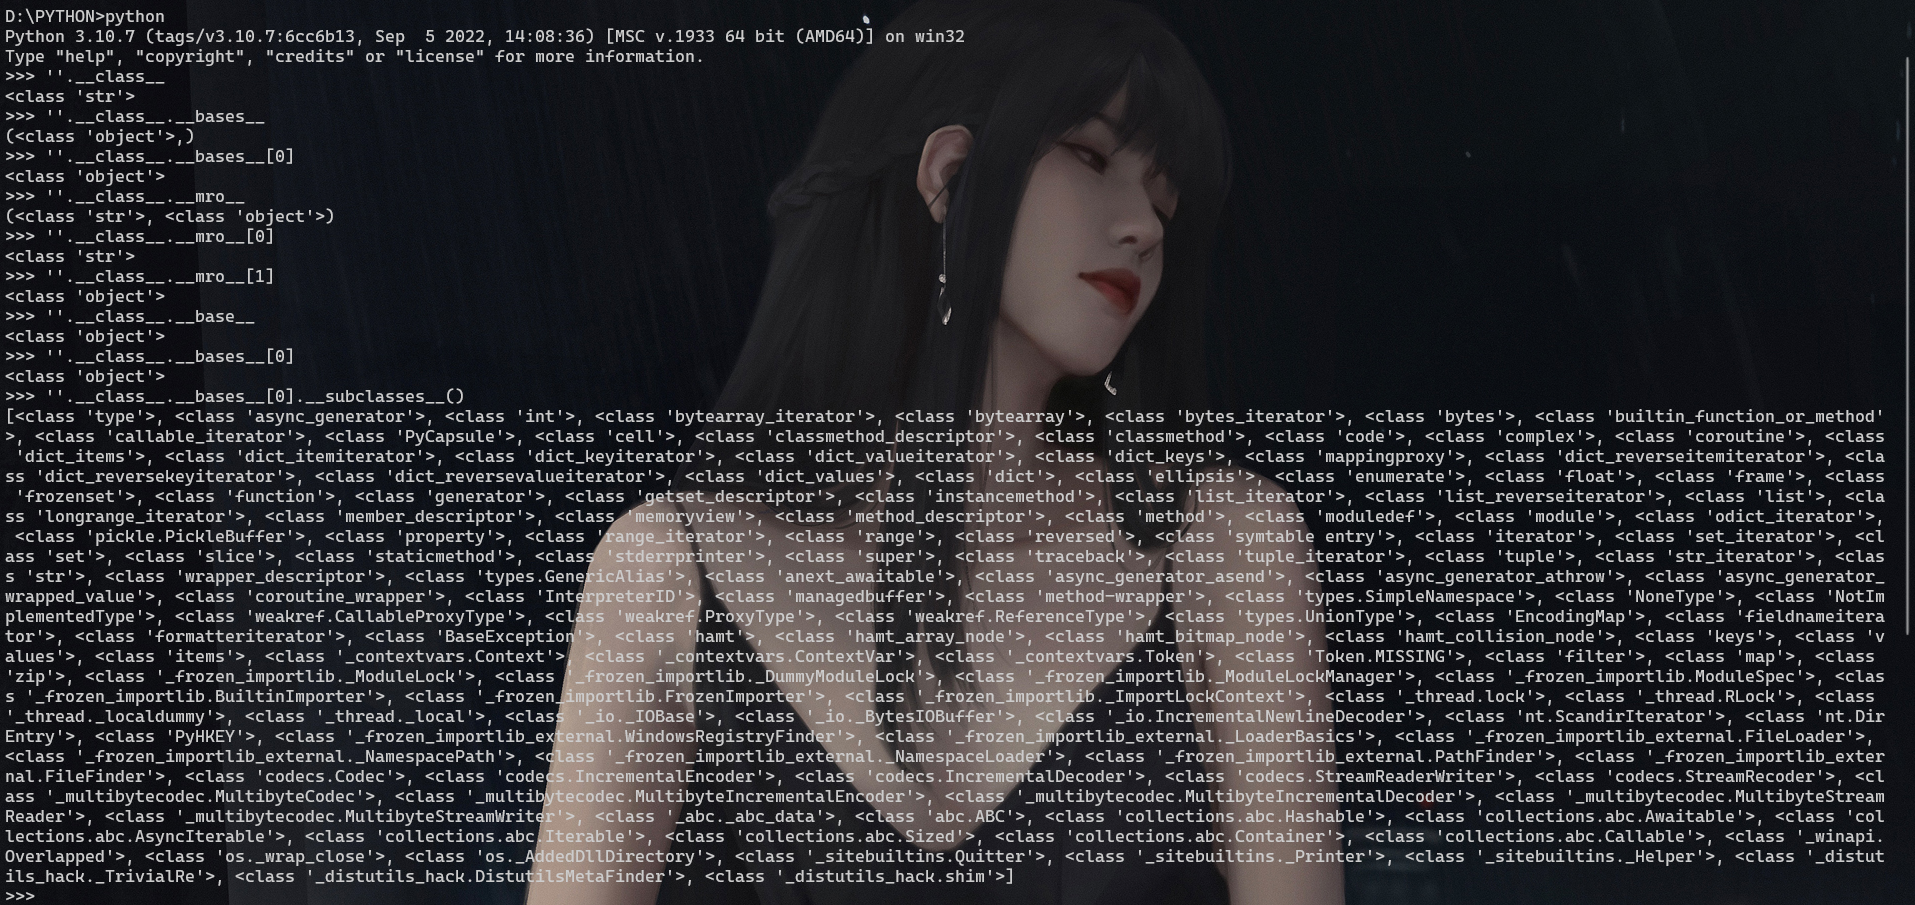 D:\PYTHON>python
Python 3.10.7 (tags/v3.10.7:6cc6b13, Sep  5 2022, 14:08:36) [MSC v.1933 64 bit (AMD64)] on win32
Type "help", "copyright", "credits" or "license" for more information.
>>> ''.__class__
<class 'str'>
>>> ''.__class__.__bases__
(<class 'object'>,)
>>> ''.__class__.__bases__[0]
<class 'object'>
>>> ''.__class__.__mro__
(<class 'str'>, <class 'object'>)
>>> ''.__class__.__mro__[0]
<class 'str'>
>>> ''.__class__.__mro__[1]
<class 'object'>
>>> ''.__class__.__base__
<class 'object'>
>>> ''.__class__.__bases__[0]
<class 'object'>
>>> ''.__class__.__bases__[0].__subclasses__()
[<class 'type'>, <class 'async_generator'>, <class 'int'>, <class 'bytearray_iterator'>, <class 'bytearray'>, <class 'bytes_iterator'>, <class 'bytes'>, <class 'builtin_function_or_method'
>, <class 'callable_iterator'>, <class 'PyCapsule'>, <class 'cell'>, <class 'classmethod_descriptor'>, <class 'classmethod'>, <class 'code'>, <class 'complex'>, <class 'coroutine'>, <class
 'dict_items'>, <class 'dict_itemiterator'>, <class 'dict_keyiterator'>, <class 'dict_valueiterator'>, <class 'dict_keys'>, <class 'mappingproxy'>, <class 'dict_reverseitemiterator'>, <cla
ss 'dict_reversekeyiterator'>, <class 'dict_reversevalueiterator'>, <class 'dict_values'>, <class 'dict'>, <class 'ellipsis'>, <class 'enumerate'>, <class 'float'>, <class 'frame'>, <class
 'frozenset'>, <class 'function'>, <class 'generator'>, <class 'getset_descriptor'>, <class 'instancemethod'>, <class 'list_iterator'>, <class 'list_reverseiterator'>, <class 'list'>, <cla
ss 'longrange_iterator'>, <class 'member_descriptor'>, <class 'memoryview'>, <class 'method_descriptor'>, <class 'method'>, <class 'moduledef'>, <class 'module'>, <class 'odict_iterator'>,
 <class 'pickle.PickleBuffer'>, <class 'property'>, <class 'range_iterator'>, <class 'range'>, <class 'reversed'>, <class 'symtable entry'>, <class 'iterator'>, <class 'set_iterator'>, <cl
ass 'set'>, <class 'slice'>, <class 'staticmethod'>, <class 'stderrprinter'>, <class 'super'>, <class 'traceback'>, <class 'tuple_iterator'>, <class 'tuple'>, <class 'str_iterator'>, <clas
s 'str'>, <class 'wrapper_descriptor'>, <class 'types.GenericAlias'>, <class 'anext_awaitable'>, <class 'async_generator_asend'>, <class 'async_generator_athrow'>, <class 'async_generator_
wrapped_value'>, <class 'coroutine_wrapper'>, <class 'InterpreterID'>, <class 'managedbuffer'>, <class 'method-wrapper'>, <class 'types.SimpleNamespace'>, <class 'NoneType'>, <class 'NotIm
plementedType'>, <class 'weakref.CallableProxyType'>, <class 'weakref.ProxyType'>, <class 'weakref.ReferenceType'>, <class 'types.UnionType'>, <class 'EncodingMap'>, <class 'fieldnameitera
tor'>, <class 'formatteriterator'>, <class 'BaseException'>, <class 'hamt'>, <class 'hamt_array_node'>, <class 'hamt_bitmap_node'>, <class 'hamt_collision_node'>, <class 'keys'>, <class 'v
alues'>, <class 'items'>, <class '_contextvars.Context'>, <class '_contextvars.ContextVar'>, <class '_contextvars.Token'>, <class 'Token.MISSING'>, <class 'filter'>, <class 'map'>, <class
'zip'>, <class '_frozen_importlib._ModuleLock'>, <class '_frozen_importlib._DummyModuleLock'>, <class '_frozen_importlib._ModuleLockManager'>, <class '_frozen_importlib.ModuleSpec'>, <clas
s '_frozen_importlib.BuiltinImporter'>, <class '_frozen_importlib.FrozenImporter'>, <class '_frozen_importlib._ImportLockContext'>, <class '_thread.lock'>, <class '_thread.RLock'>, <class
'_thread._localdummy'>, <class '_thread._local'>, <class '_io._IOBase'>, <class '_io._BytesIOBuffer'>, <class '_io.IncrementalNewlineDecoder'>, <class 'nt.ScandirIterator'>, <class 'nt.Dir
Entry'>, <class 'PyHKEY'>, <class '_frozen_importlib_external.WindowsRegistryFinder'>, <class '_frozen_importlib_external._LoaderBasics'>, <class '_frozen_importlib_external.FileLoader'>,
<class '_frozen_importlib_external._NamespacePath'>, <class '_frozen_importlib_external._NamespaceLoader'>, <class '_frozen_importlib_external.PathFinder'>, <class '_frozen_importlib_exter
nal.FileFinder'>, <class 'codecs.Codec'>, <class 'codecs.IncrementalEncoder'>, <class 'codecs.IncrementalDecoder'>, <class 'codecs.StreamReaderWriter'>, <class 'codecs.StreamRecoder'>, <cl
ass '_multibytecodec.MultibyteCodec'>, <class '_multibytecodec.MultibyteIncrementalEncoder'>, <class '_multibytecodec.MultibyteIncrementalDecoder'>, <class '_multibytecodec.MultibyteStream
Reader'>, <class '_multibytecodec.MultibyteStreamWriter'>, <class '_abc._abc_data'>, <class 'abc.ABC'>, <class 'collections.abc.Hashable'>, <class 'collections.abc.Awaitable'>, <class 'col
lections.abc.AsyncIterable'>, <class 'collections.abc.Iterable'>, <class 'collections.abc.Sized'>, <class 'collections.abc.Container'>, <class 'collections.abc.Callable'>, <class '_winapi.
Overlapped'>, <class 'os._wrap_close'>, <class 'os._AddedDllDirectory'>, <class '_sitebuiltins.Quitter'>, <class '_sitebuiltins._Printer'>, <class '_sitebuiltins._Helper'>, <class '_distut
ils_hack._TrivialRe'>, <class '_distutils_hack.DistutilsMetaFinder'>, <class '_distutils_hack.shim'>]
>>>